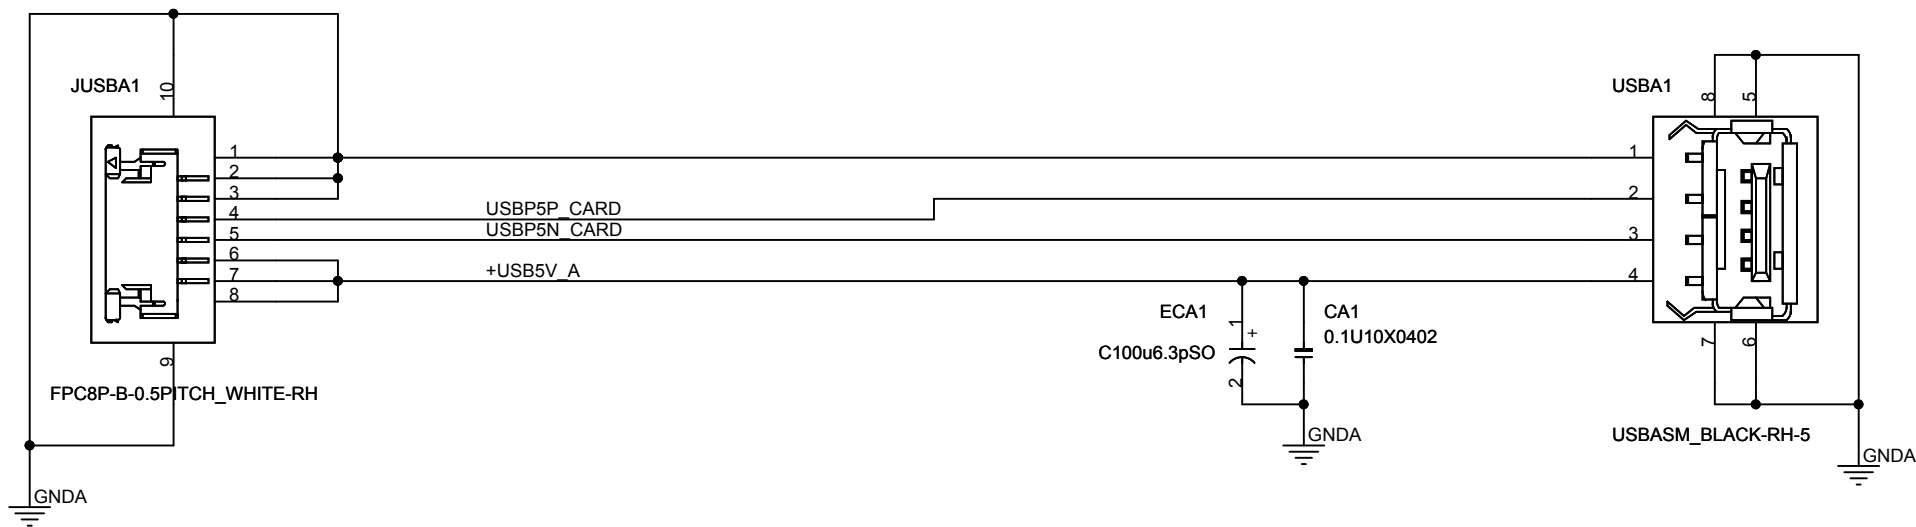 JUSBA1
10
1
2
3
4
5
6
7
8
9
FPC8P-B-0.5PITCH_WHITE-RH
GNDA
USBP5P_CARD
USBP5N_CARD
+USB5V_A
ECA1
1
+
C100u6.3pSO
2
CA1
0.1U10X0402
GNDA
USBA1
8
5
1
2
3
4
7
6
USBASM_BLACK-RH-5
GNDA